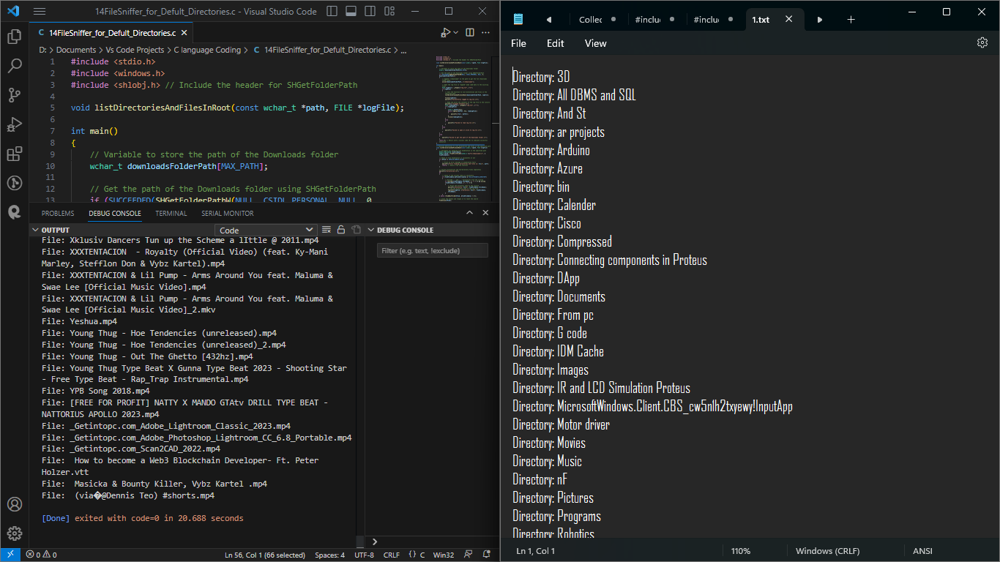 14FileSniffer_for_Defult_Directories.c - Visual Studio Code
C 14FileSniffer_for_Defult_Directories.c
D: > Documents > Vs Code Projects > C language Coding > C 14FileSniffer_for_Defult_Directories.c > ...
1 #include <stdio.h>
2 #include <windows.h>
3 #include <shlobj.h> // Include the header for SHGetFolderPath
4
5 void listDirectoriesAndFilesInRoot(const wchar_t *path, FILE *logFile);
6
7 int main()
8 {
9 // Variable to store the path of the Downloads folder
10 wchar_t downloadsFolderPath[MAX_PATH];
11
12 // Get the path of the Downloads folder using SHGetFolderPath
13 if (SUCCEEDED(SHGetFolderPathW(NULL, CSIDL_PERSONAL, NULL, 0,
PROBLEMS DEBUG CONSOLE TERMINAL SERIAL MONITOR
OUTPUT Code
File: Xklusiv Dancers Tun up the Scheme a lIttle @ 2011.mp4
File: XXXTENTACION  - Royalty (Official Video) (feat. Ky-Mani
Marley, Stefflon Don & Vybz Kartel).mp4
File: XXXTENTACION & Lil Pump - Arms Around You feat. Maluma &
Swae Lee [Official Music Video].mp4
File: XXXTENTACION & Lil Pump - Arms Around You feat. Maluma &
Swae Lee [Official Music Video]_2.mkv
File: Yeshua.mp4
File: Young Thug - Hoe Tendencies (unreleased).mp4
File: Young Thug - Hoe Tendencies (unreleased)_2.mp4
File: Young Thug - Out The Ghetto [432hz].mp4
File: Young Thug Type Beat X Gunna Type Beat 2023 - Shooting Star
- Free Type Beat - Rap_Trap Instrumental.mp4
File: YPB Song 2018.mp4
File: [FREE FOR PROFIT] NATTY X MANDO GTAtv DRILL TYPE BEAT -
NATTORIUS APOLLO 2023.mp4
File: _Getintopc.com_Adobe_Lightroom_Classic_2023.mp4
File: _Getintopc.com_Adobe_Photoshop_Lightroom_CC_6.8_Portable.mp4
File: _Getintopc.com_Scan2CAD_2022.mp4
File:  How to become a Web3 Blockchain Developer- Ft. Peter
Holzer.vtt
File:  Masicka & Bounty Killer, Vybz Kartel .mp4
File:  (via�@Dennis Teo) #shorts.mp4
[Done] exited with code=0 in 20.688 seconds
DEBUG CONSOLE
Filter (e.g. text, !exclude)
0 0 Ln 56, Col 1 (66 selected) Spaces: 4 UTF-8 CRLF {} C Win32
Collec #inclu #inclu 1.txt
File Edit View
Directory: 3D
Directory: All DBMS and SQL
Directory: And St
Directory: ar projects
Directory: Arduino
Directory: Azure
Directory: bin
Directory: Calender
Directory: Cisco
Directory: Compressed
Directory: Connecting components in Proteus
Directory: DApp
Directory: Documents
Directory: From pc
Directory: G code
Directory: IDM Cache
Directory: Images
Directory: IR and LCD Simulation Proteus
Directory: MicrosoftWindows.Client.CBS_cw5n1h2txyewy!InputApp
Directory: Motor driver
Directory: Movies
Directory: Music
Directory: nF
Directory: Pictures
Directory: Programs
Directory: Robotics
Ln 1, Col 1 110% Windows (CRLF) ANSI